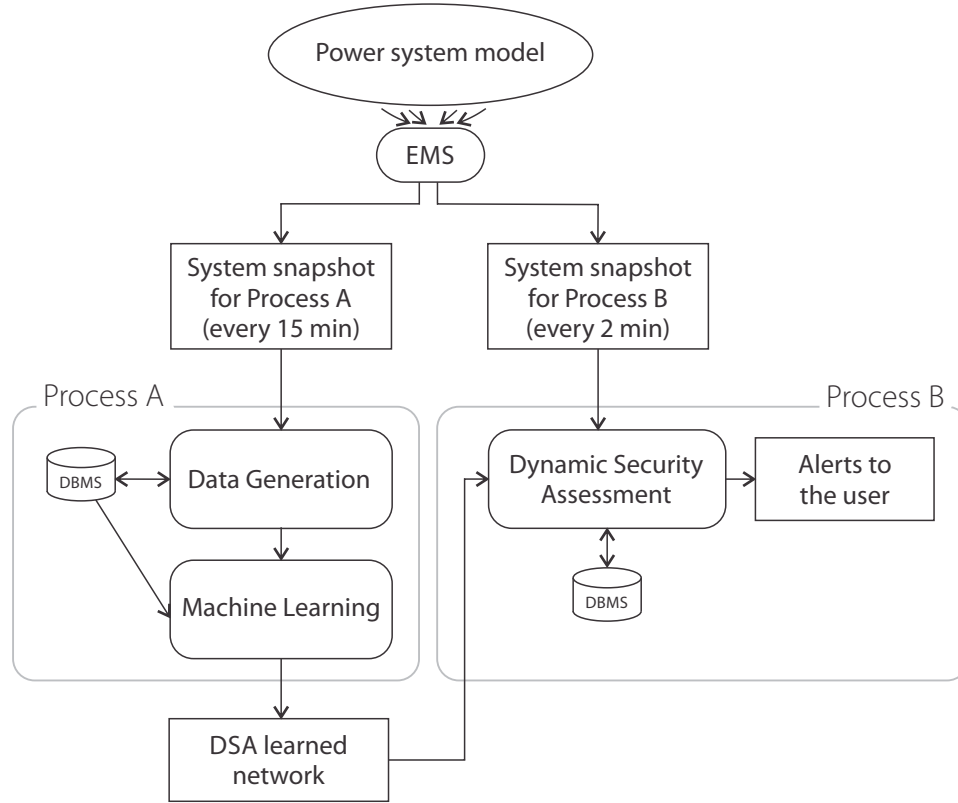 Power system model
EMS
System snapshot
for Process A
(every 15 min)
System snapshot
for Process B
(every 2 min)
Process A
Process B
DBMS
Data Generation
Dynamic Security
Assessment
Alerts to
the user
Machine Learning
DBMS
DSA learned
network